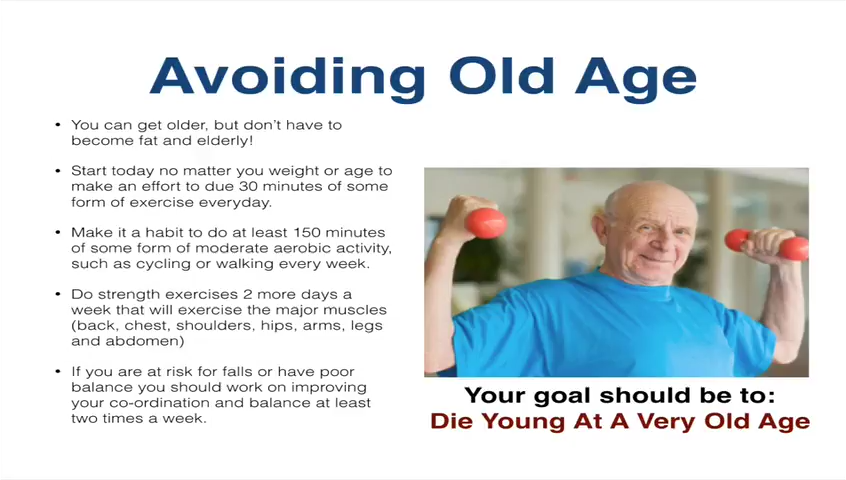 Avoiding Old Age
• You can get older, but don't have to
become fat and elderly!
• Start today no matter you weight or age to
make an effort to due 30 minutes of some
form of exercise everyday.
• Make it a habit to do at least 150 minutes
of some form of moderate aerobic activity,
such as cycling or walking every week.
• Do strength exercises 2 more days a
week that will exercise the major muscles
(back, chest, shoulders, hips, arms, legs
and abdomen)
• If you are at risk for falls or have poor
balance you should work on improving
your co-ordination and balance at least
two times a week.
Your goal should be to:
Die Young At A Very Old Age